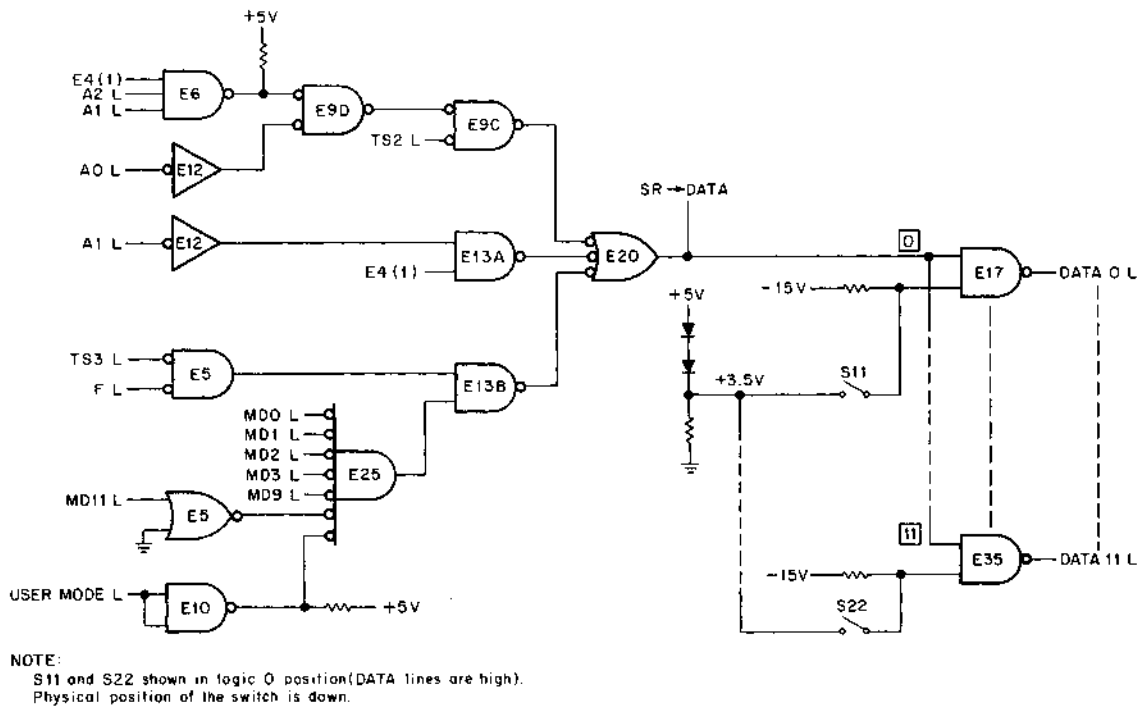 +5V
E4(1)
A2 L
A1 L
E6
E9D
E9C
TS2 L
A0 L
E12
SR→DATA
A1 L
E12
E13A
E4(1)
E20
0
E17
DATA 0 L
-15V
+5V
TS3 L
F L
E5
E13B
+3.5V
S11
MD0 L
MD1 L
MD2 L
MD3 L
MD9 L
E25
MD11 L
E5
11
E35
DATA 11 L
-15V
USER MODE L
E10
+5V
S22
NOTE:
S11 and S22 shown in logic 0 position(DATA lines are high).
Physical position of the switch is down.